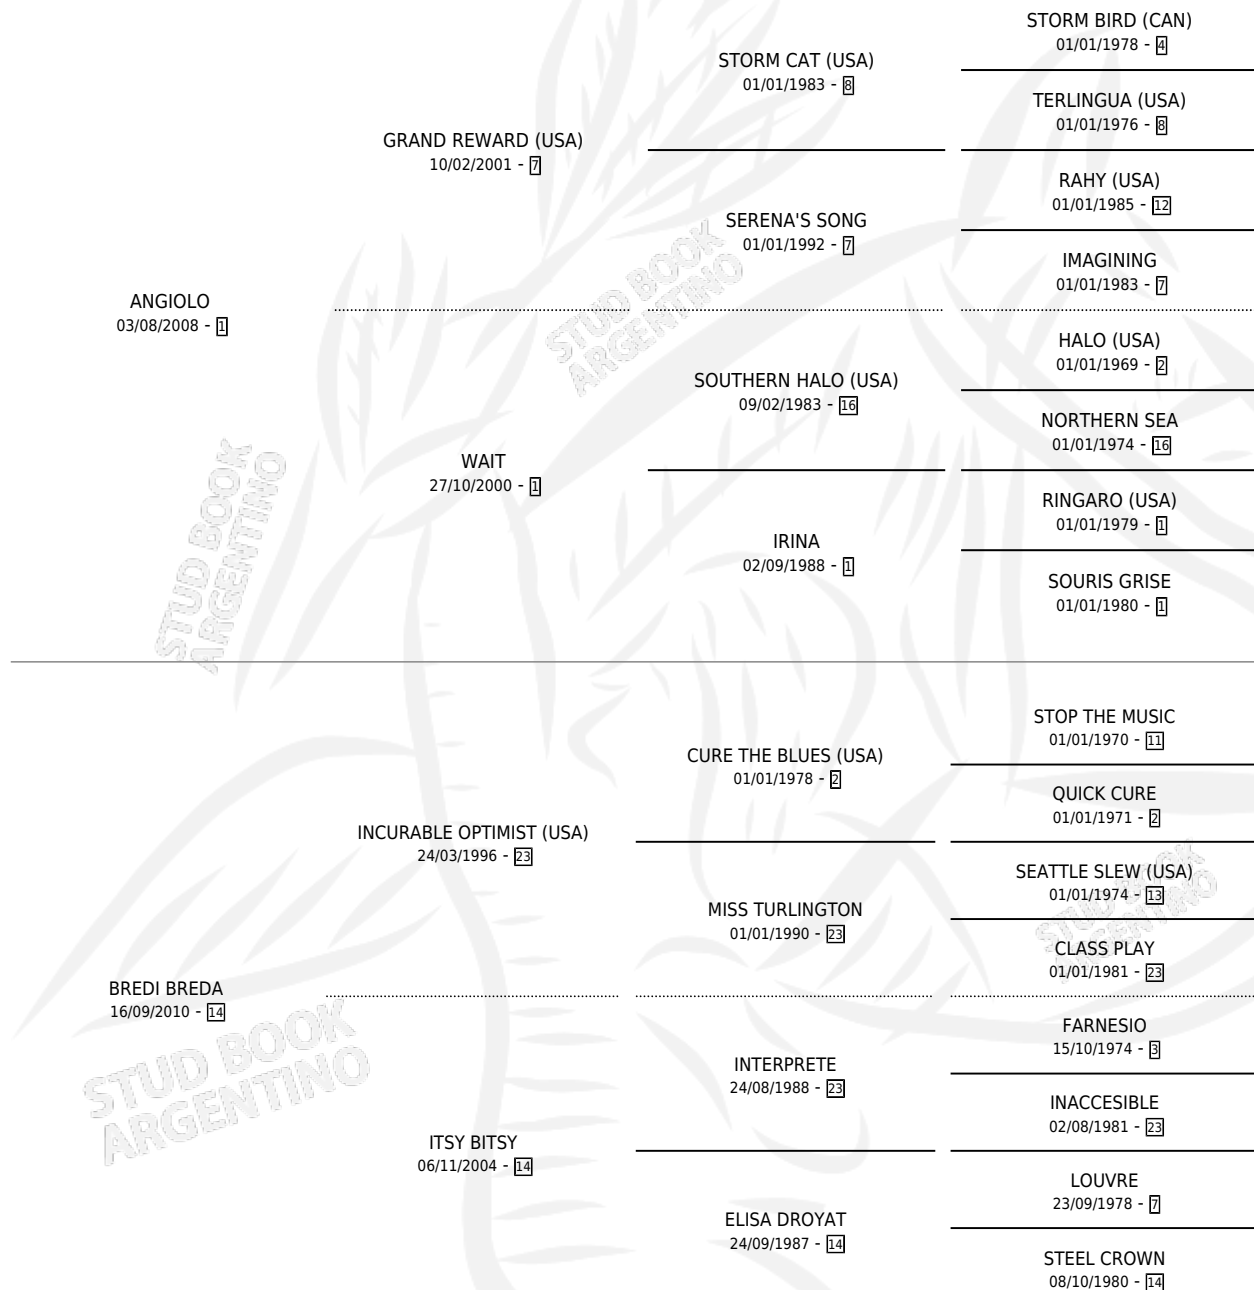 STORM BIRD (CAN)
01/01/1978 - 4
STORM CAT (USA)
01/01/1983 - 8
TERLINGUA (USA)
01/01/1976 - 8
GRAND REWARD (USA)
10/02/2001 - 7
RAHY (USA)
01/01/1985 - 12
SERENA'S SONG
01/01/1992 - 7
IMAGINING
01/01/1983 - 7
ANGIOLO
03/08/2008 - 1
HALO (USA)
01/01/1969 - 2
SOUTHERN HALO (USA)
09/02/1983 - 16
NORTHERN SEA
01/01/1974 - 16
WAIT
27/10/2000 - 1
RINGARO (USA)
01/01/1979 - 1
IRINA
02/09/1988 - 1
SOURIS GRISE
01/01/1980 - 1
STUD BOOK
ARGENTINO
STUD BOOK
ARGENTINO
STOP THE MUSIC
01/01/1970 - 11
CURE THE BLUES (USA)
01/01/1978 - 2
QUICK CURE
01/01/1971 - 2
INCURABLE OPTIMIST (USA)
24/03/1996 - 23
SEATTLE SLEW (USA)
01/01/1974 - 13
MISS TURLINGTON
01/01/1990 - 23
CLASS PLAY
01/01/1981 - 23
BREDI BREDA
16/09/2010 - 14
FARNESIO
15/10/1974 - 3
INTERPRETE
24/08/1988 - 23
INACCESIBLE
02/08/1981 - 23
ITSY BITSY
06/11/2004 - 14
LOUVRE
23/09/1978 - 7
ELISA DROYAT
24/09/1987 - 14
STEEL CROWN
08/10/1980 - 14
STUD BOOK
ARGENTINO
STUD BOOK
ARGENTINO